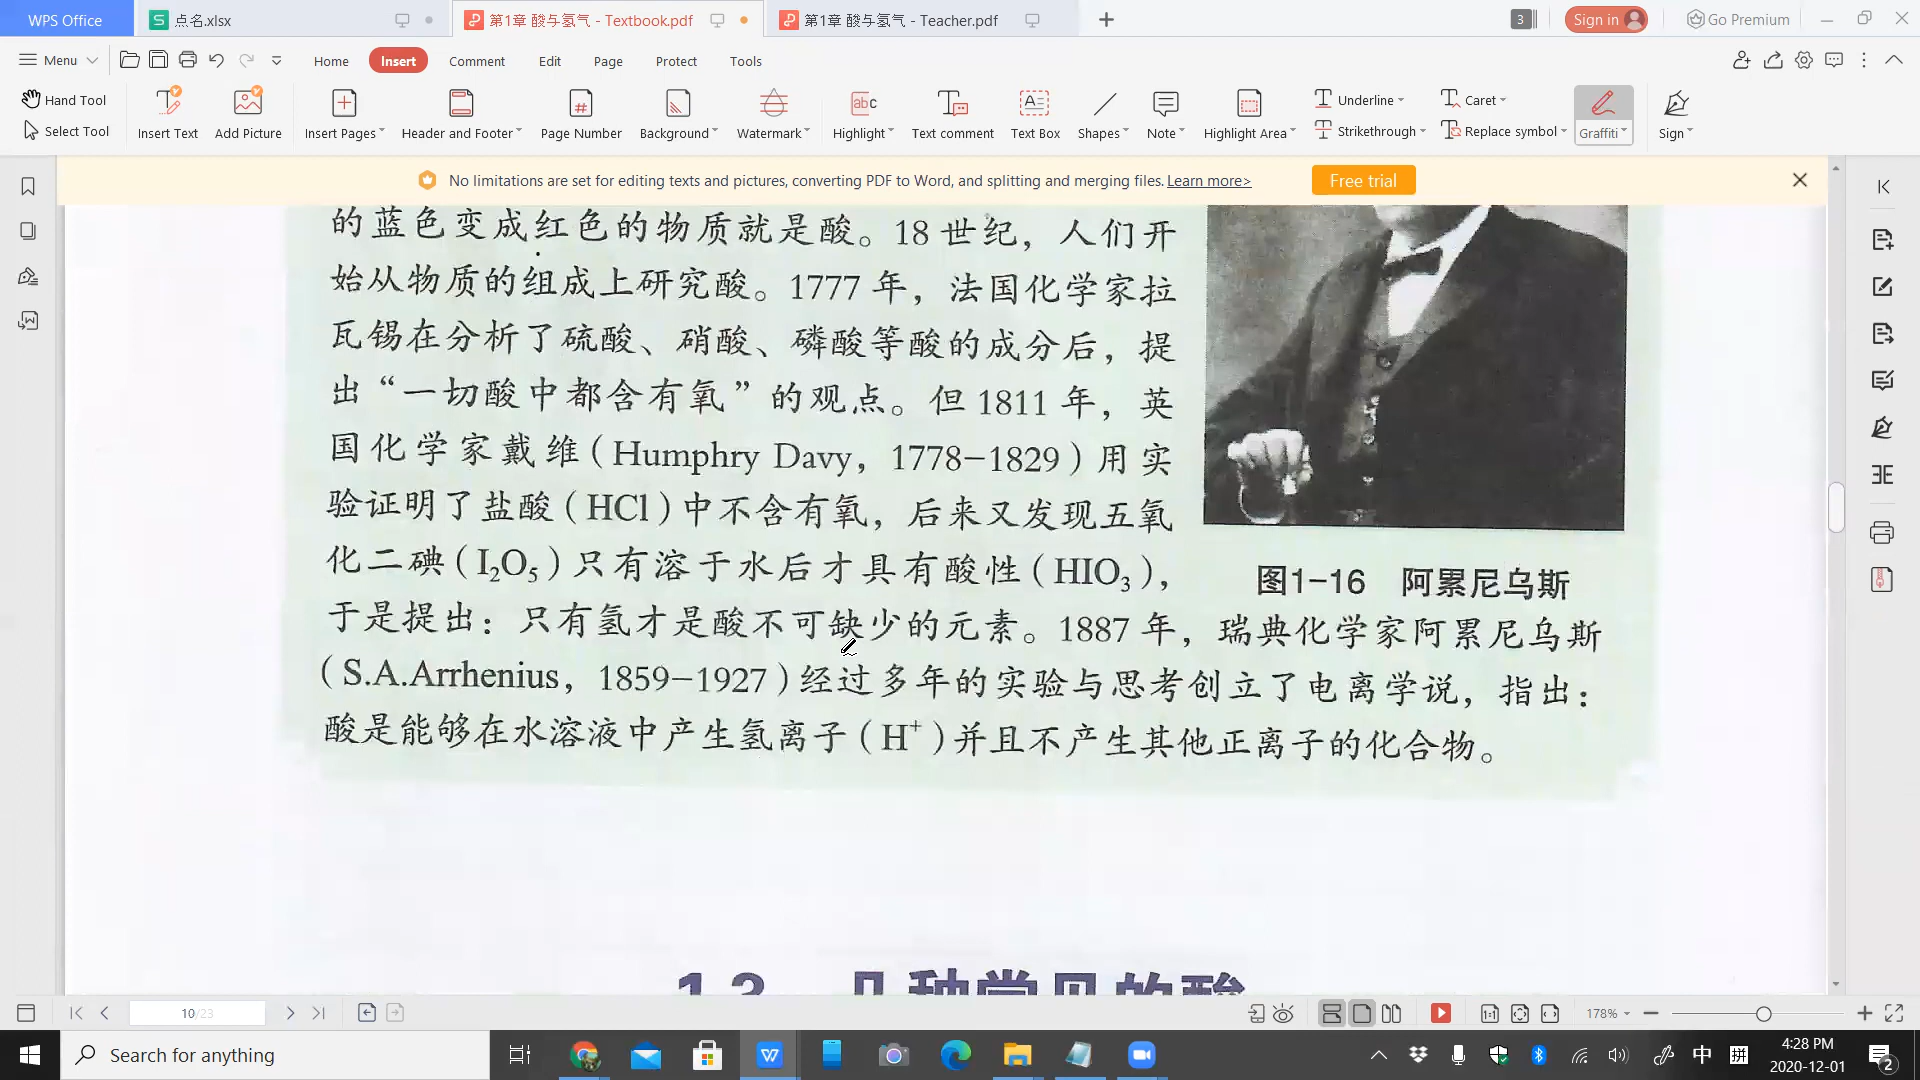 WPS Office
点名.xlsx
第1章 酸与氢气 - Textbook.pdf
第1章 酸与氢气 - Teacher.pdf
3
Sign in
Go Premium
Menu
Home
Insert
Comment
Edit
Page
Protect
Tools
Hand Tool
Select Tool
Insert Text
Add Picture
Insert Pages
Header and Footer
Page Number
Background
Watermark
Highlight
Text comment
Text Box
Shapes
Note
Highlight Area
Underline
Strikethrough
Caret
Replace symbol
Graffiti
Sign
No limitations are set for editing texts and pictures, converting PDF to Word, and splitting and merging files. Learn more>
Free trial
的蓝色变成红色的物质就是酸。18 世纪，人们开
始从物质的组成上研究酸。1777 年，法国化学家拉
瓦锡在分析了硫酸、硝酸、磷酸等酸的成分后，提
出“一切酸中都含有氧”的观点。但 1811 年，英
国化学家戴维（Humphry Davy，1778-1829）用实
验证明了盐酸（HCl）中不含有氧，后来又发现五氧
化二碘（I₂O₅）只有溶于水后才具有酸性（HIO₃），
图1-16 阿累尼乌斯
于是提出：只有氢才是酸不可缺少的元素。1887 年，瑞典化学家阿累尼乌斯
（S.A.Arrhenius，1859-1927）经过多年的实验与思考创立了电离学说，指出：
酸是能够在水溶液中产生氢离子（H⁺）并且不产生其他正离子的化合物。
1.3 几种常见的酸
10/23
178%
Search for anything
中
拼
4:28 PM
2020-12-01
2